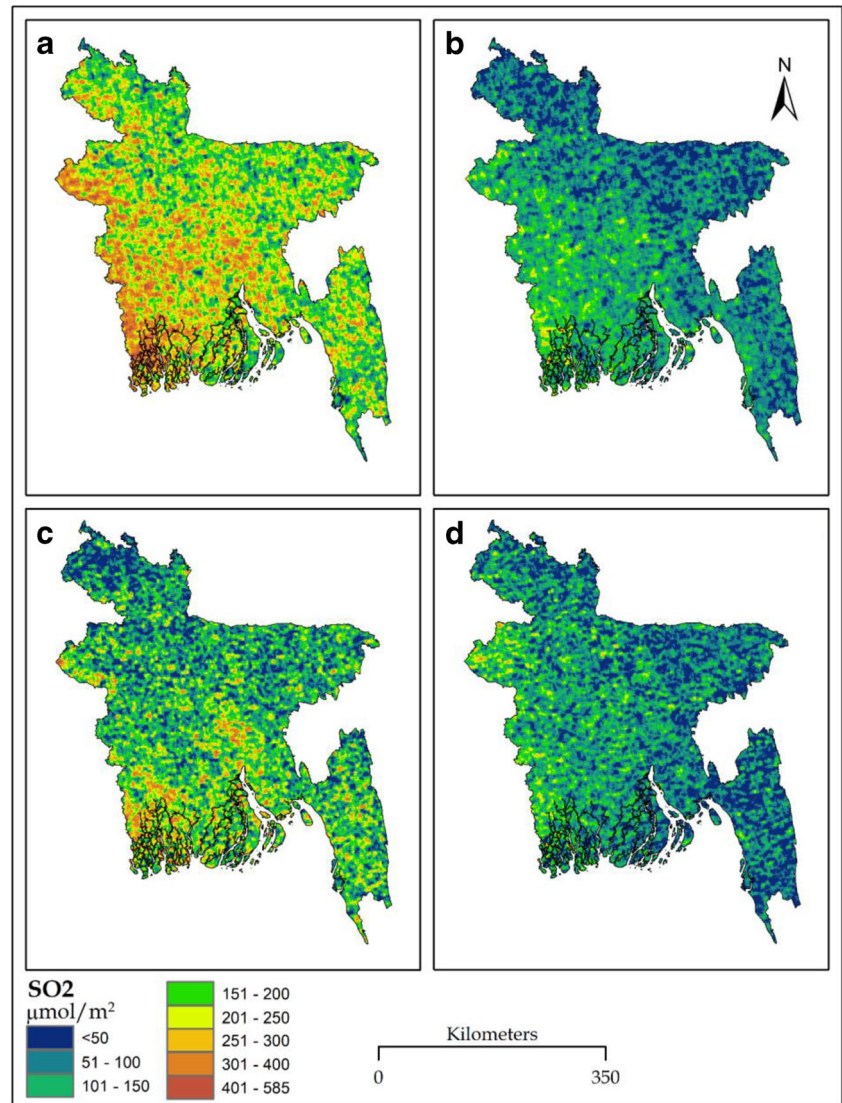 a
b
N
c
d
SO2
μmol/m²
<50
51 - 100
101 - 150
151 - 200
201 - 250
251 - 300
301 - 400
401 - 585
Kilometers
0 350